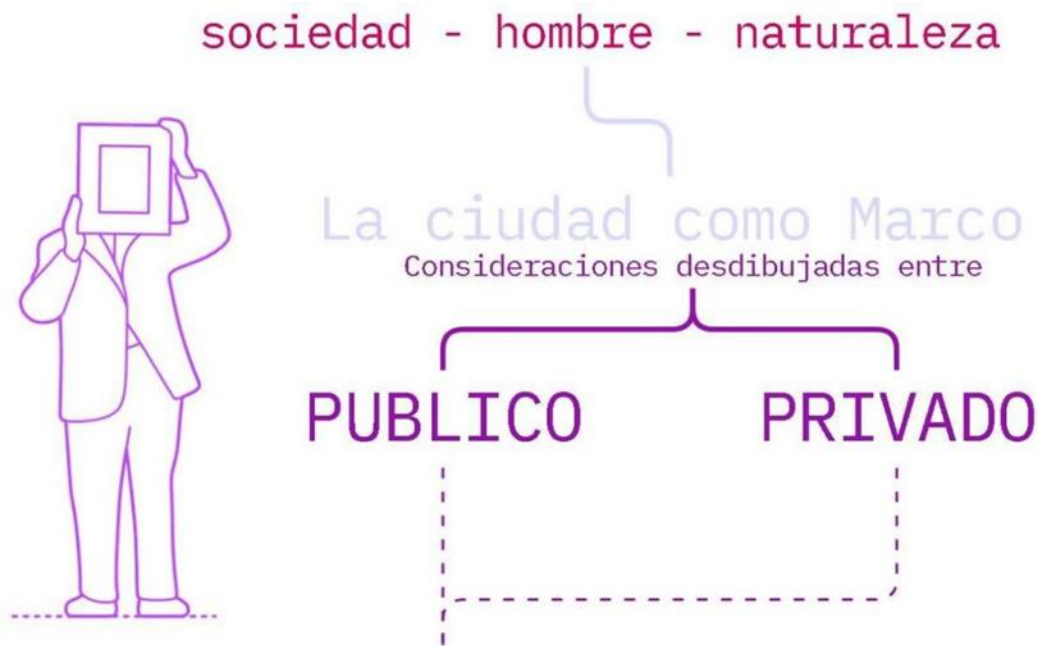 sociedad - hombre - naturaleza
La ciudad como Marco
Consideraciones desdibujadas entre
PUBLICO PRIVADO